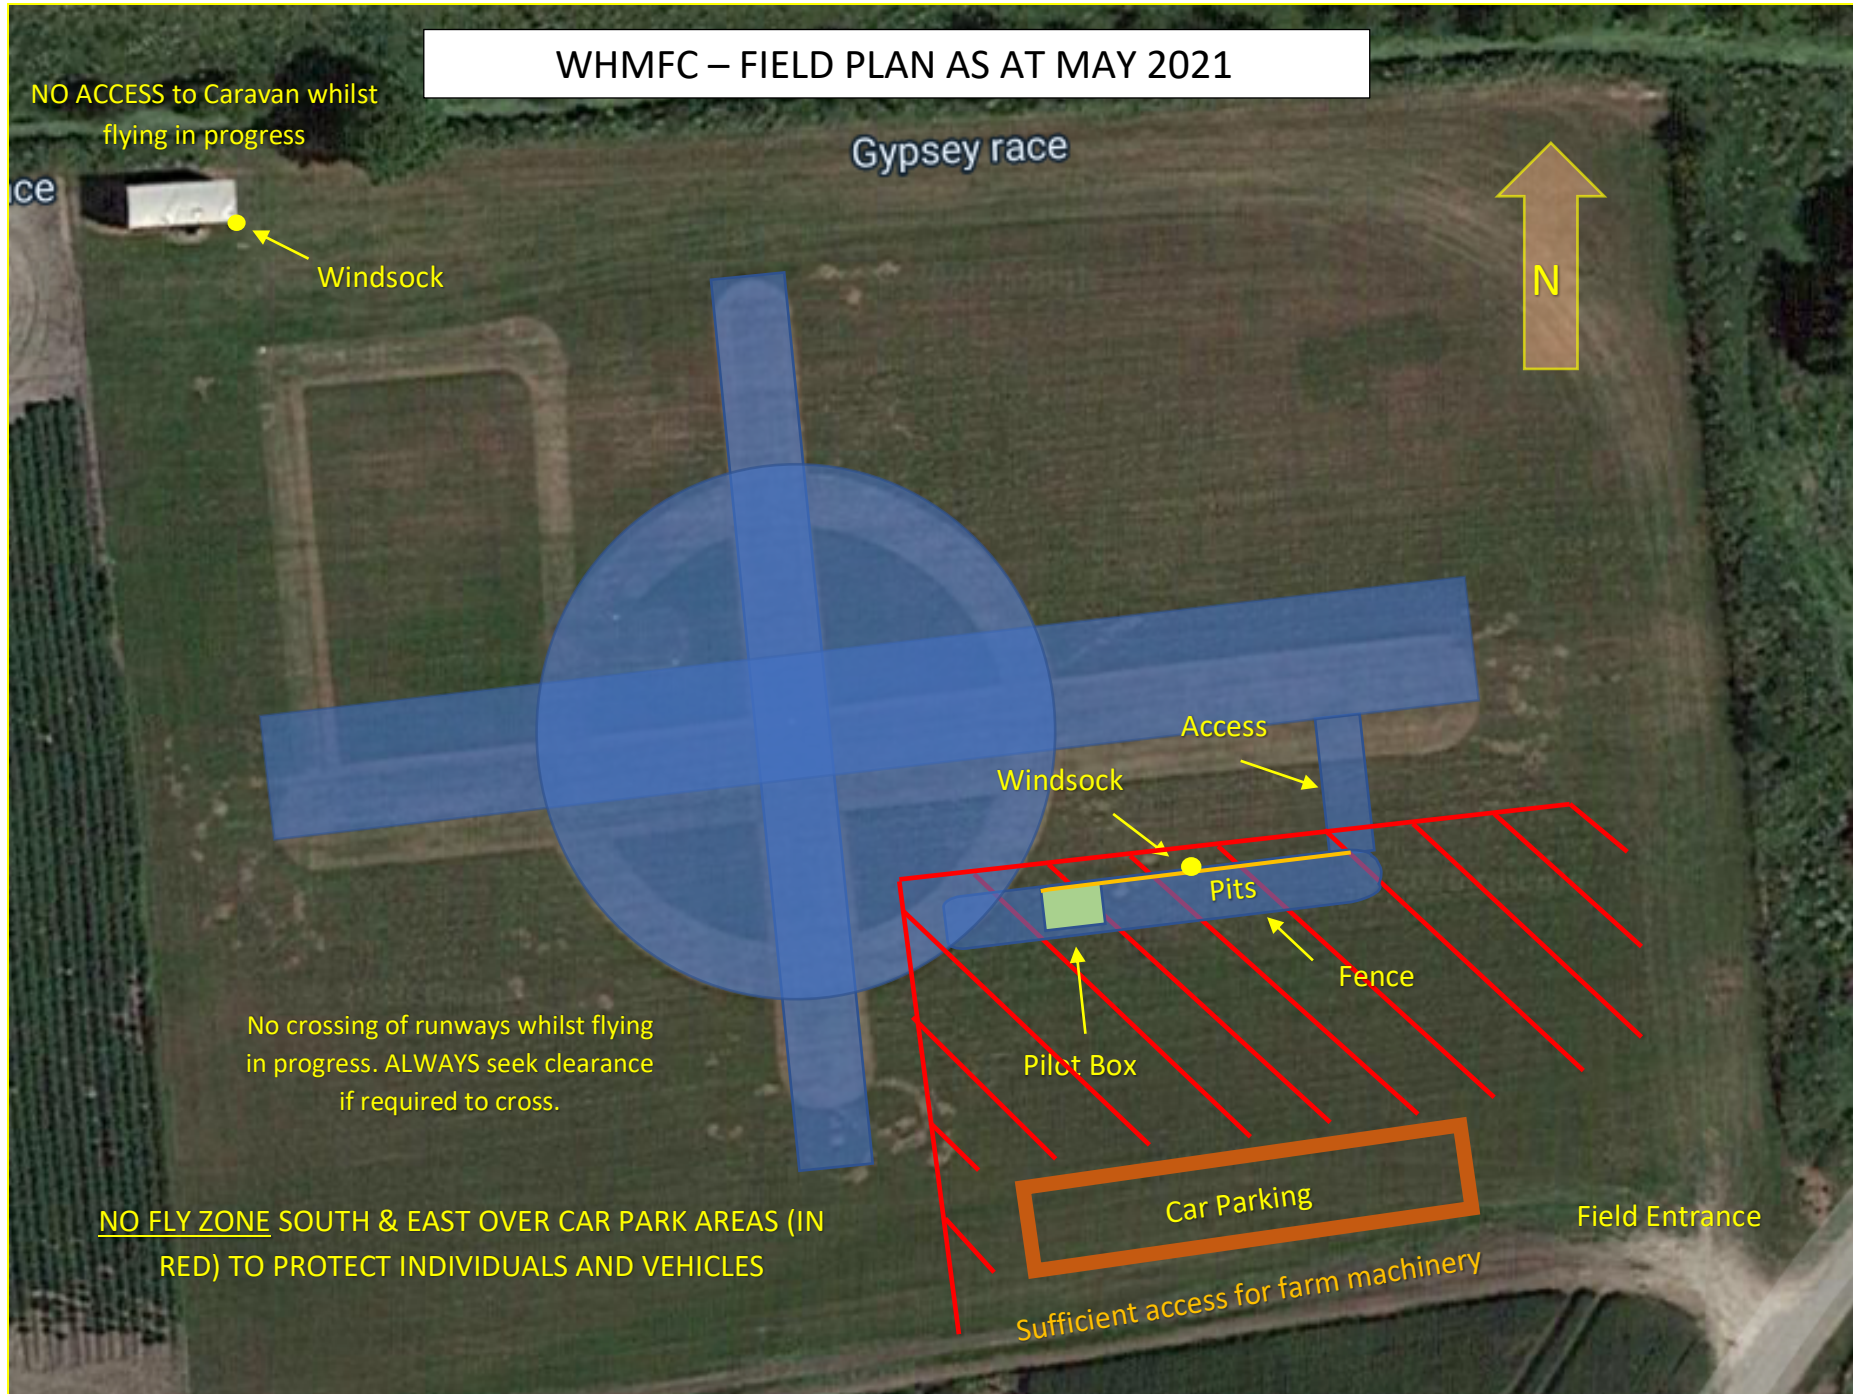 WHMFC – FIELD PLAN AS AT MAY 2021
NO ACCESS to Caravan whilst
flying in progress
Gypsey race
ce
Windsock
N
Access
Windsock
Pits
Fence
No crossing of runways whilst flying
in progress. ALWAYS seek clearance
if required to cross.
Pilot Box
Car Parking
NO FLY ZONE SOUTH & EAST OVER CAR PARK AREAS (IN
RED) TO PROTECT INDIVIDUALS AND VEHICLES
Field Entrance
Sufficient access for farm machinery